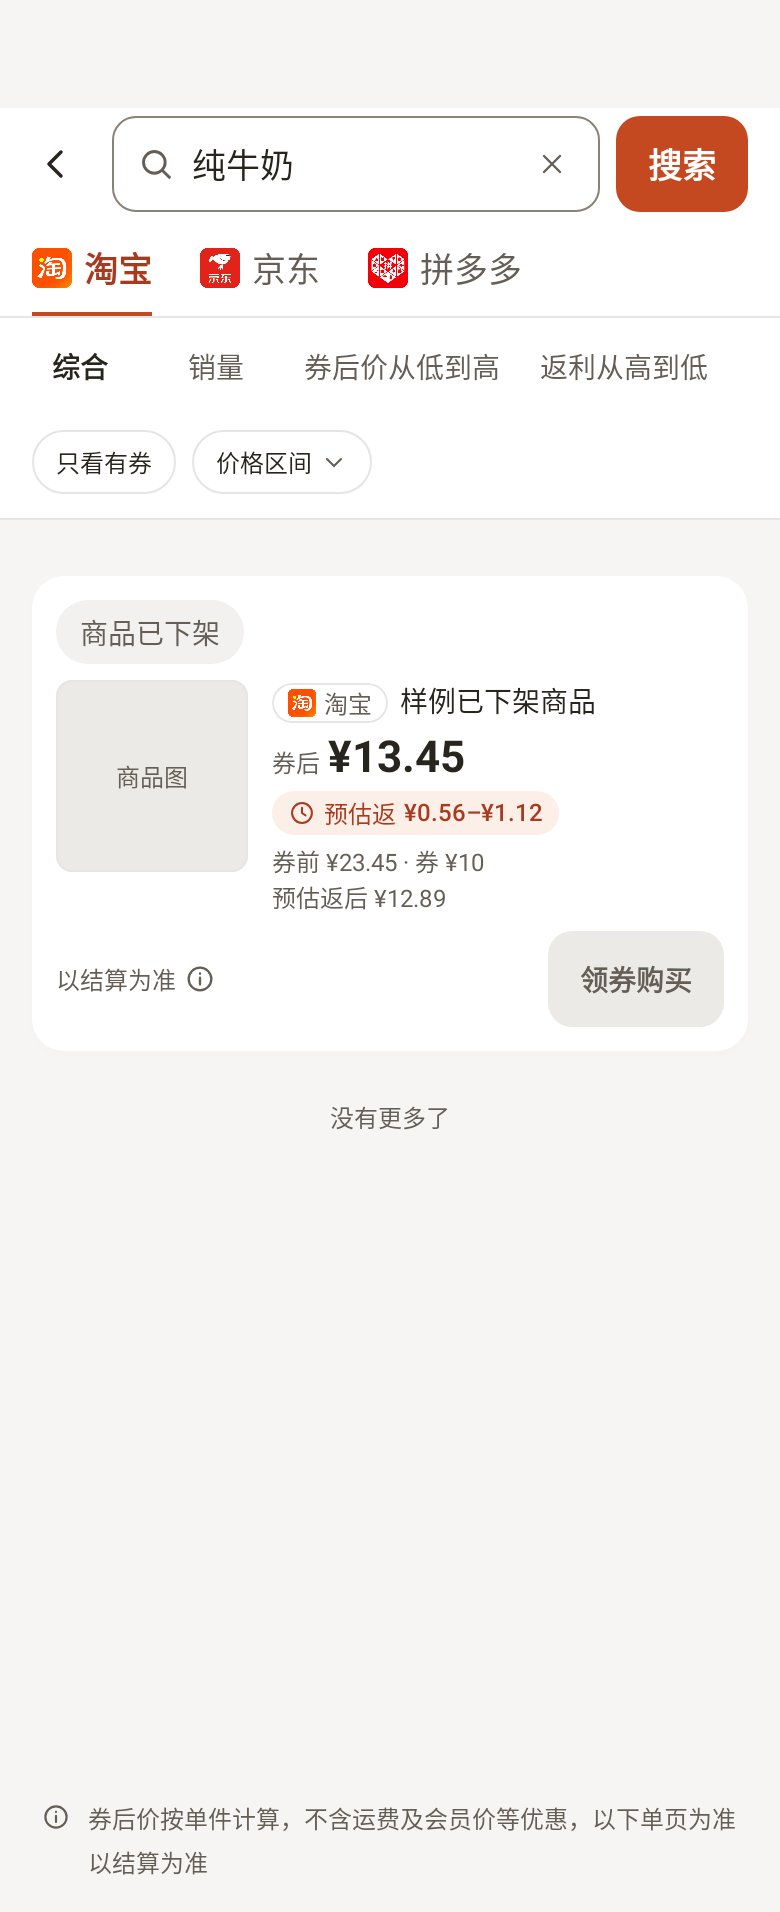 纯牛奶
搜索
淘 淘宝 京东 京东 拼多多
综合 销量 券后价从低到高 返利从高到低
只看有券 价格区间
商品已下架
商品图
淘 淘宝 样例已下架商品
券后 ¥13.45
预估返 ¥0.56–¥1.12
券前 ¥23.45 · 券 ¥10
预估返后 ¥12.89
以结算为准
领券购买
没有更多了
券后价按单件计算，不含运费及会员价等优惠，以下单页为准
以结算为准